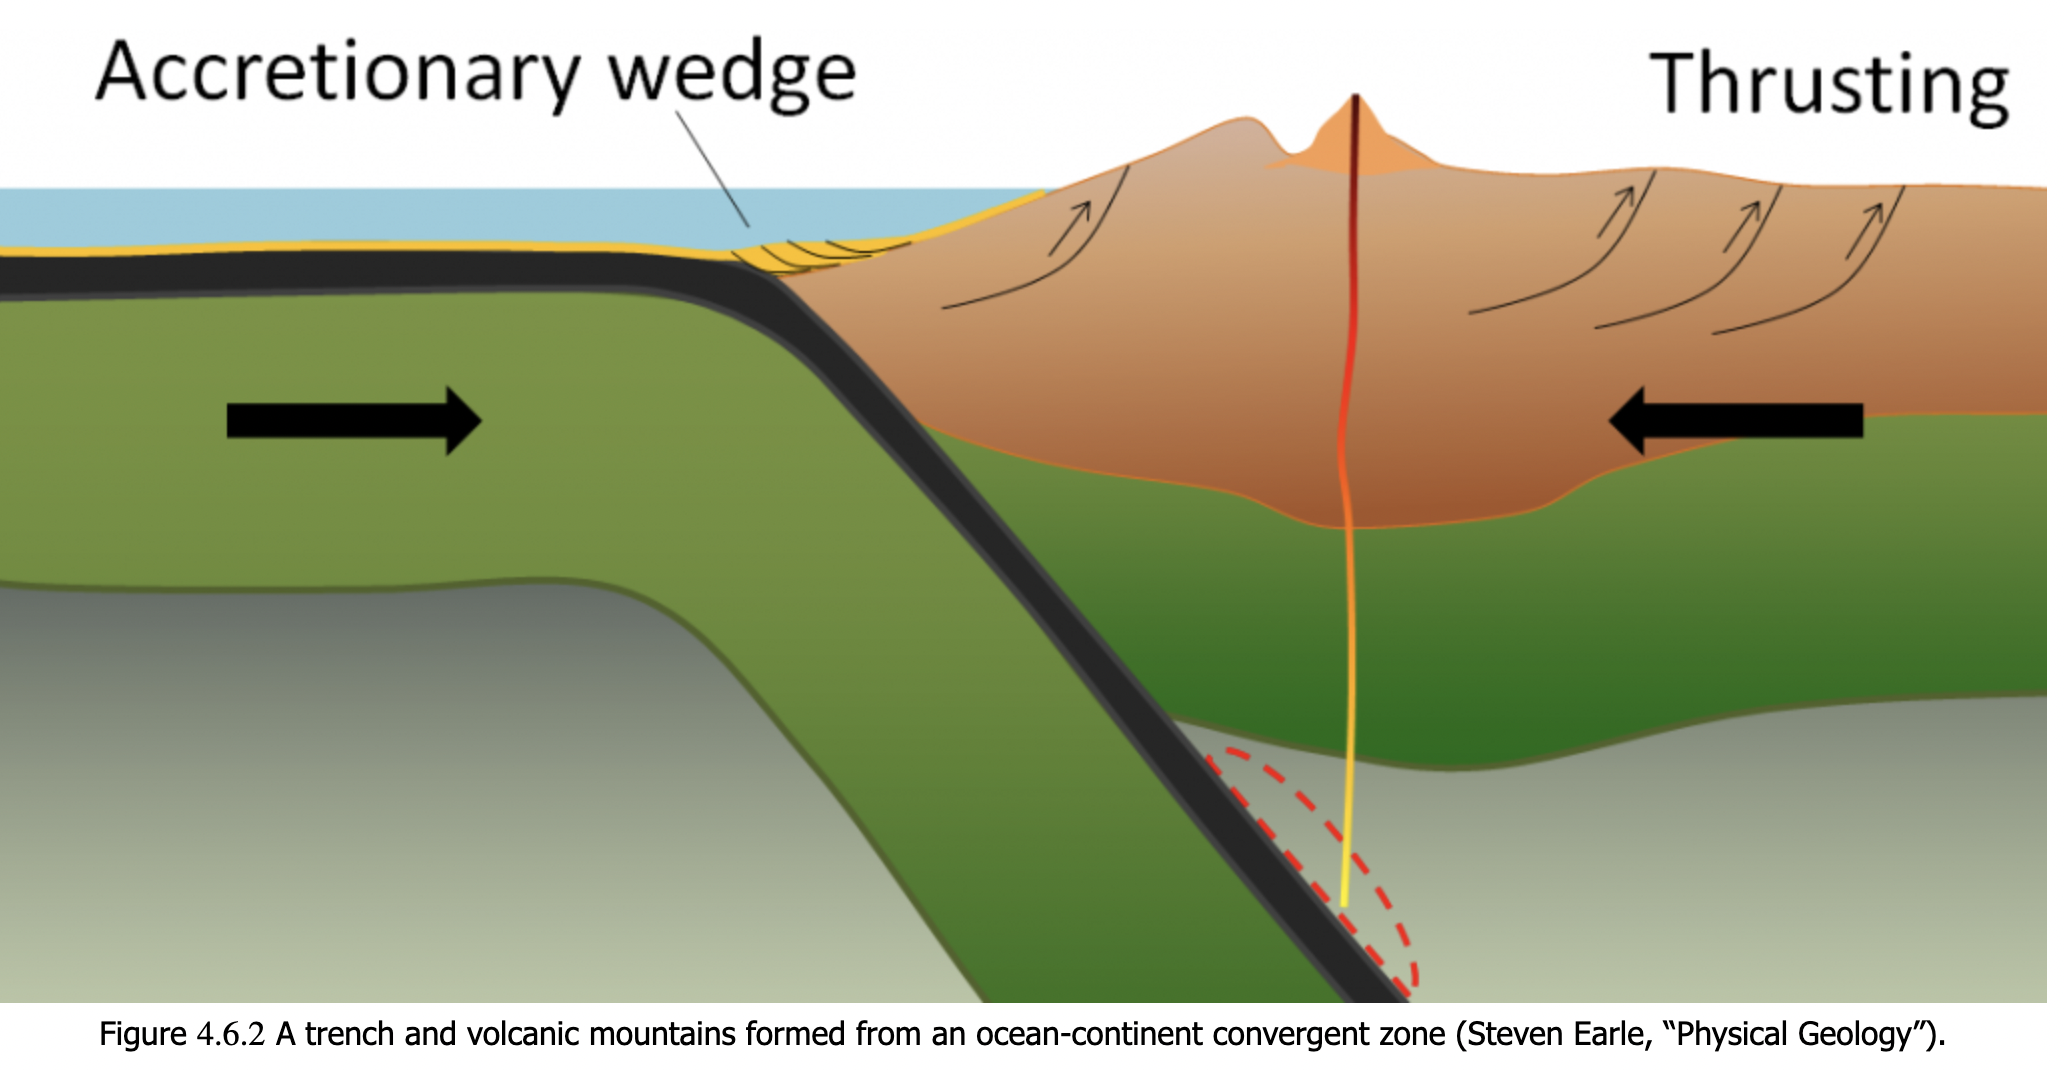 Accretionary wedge
Thrusting
Figure 4.6.2 A trench and volcanic mountains formed from an ocean-continent convergent zone (Steven Earle, “Physical Geology”).